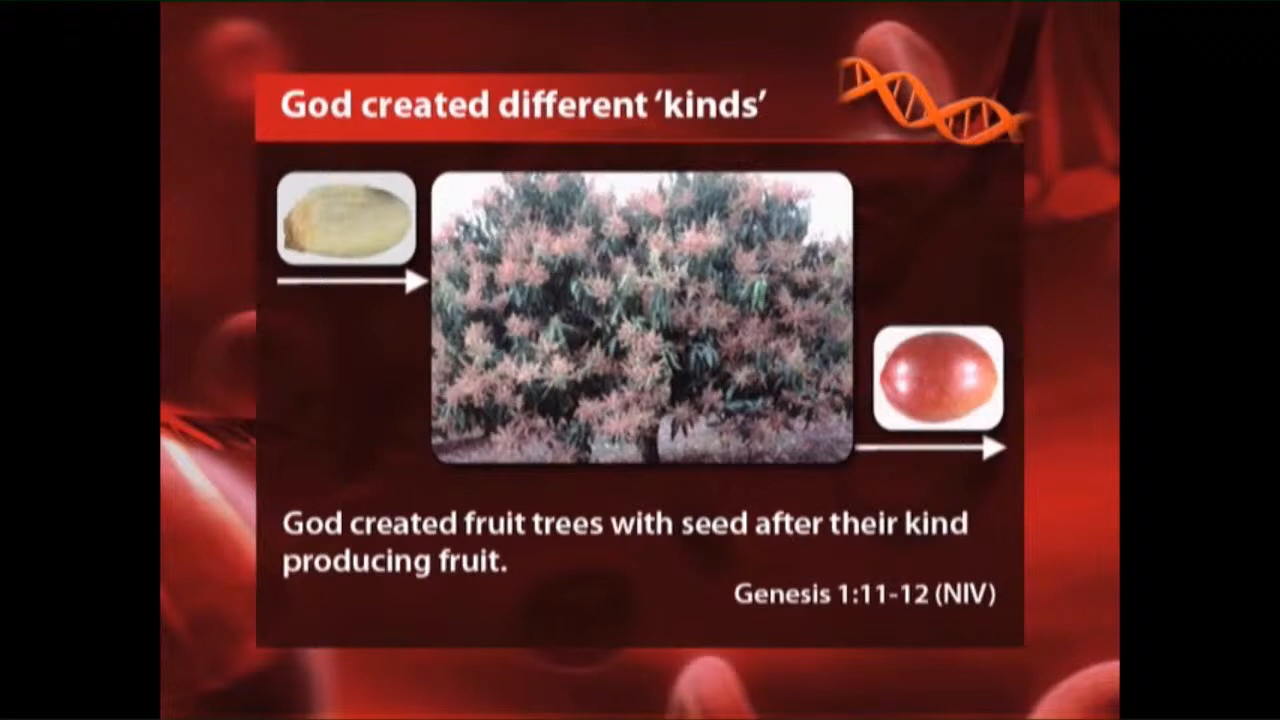 God created different ‘kinds’
God created fruit trees with seed after their kind
producing fruit.
Genesis 1:11-12 (NIV)